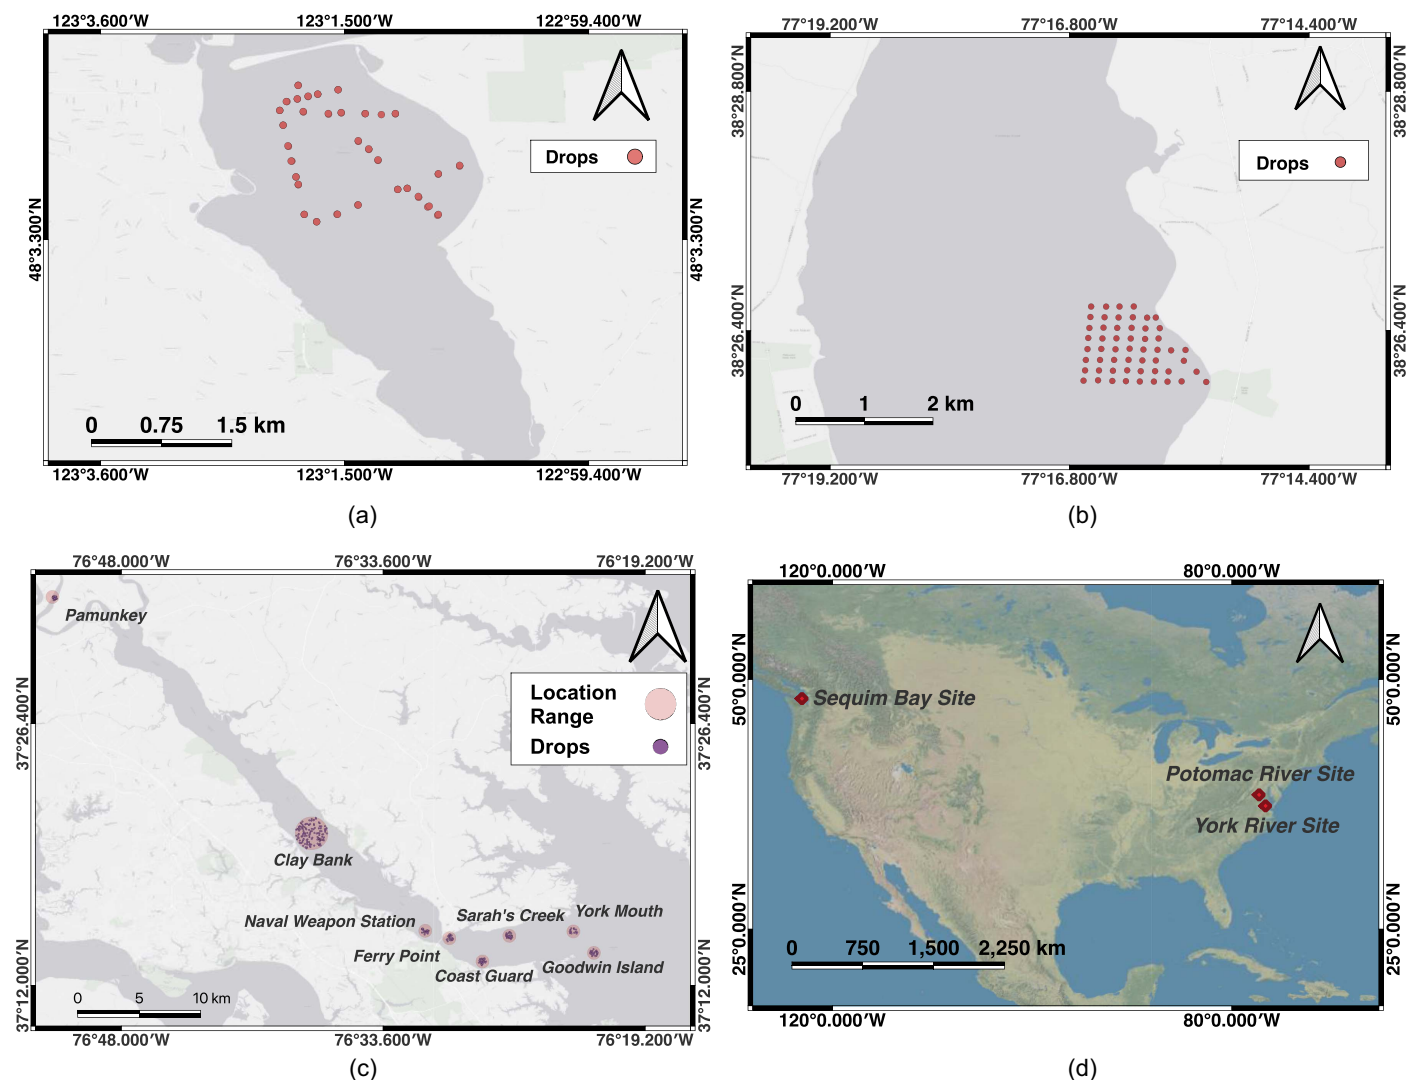 123°3.600′W 123°1.500′W 122°59.400′W
48°3.300′N
Drops
48°3.300′N
0 0.75 1.5 km
123°3.600′W 123°1.500′W 122°59.400′W
(a)
77°19.200′W 77°16.800′W 77°14.400′W
38°28.800′N
38°28.800′N
Drops
38°26.400′N
38°26.400′N
0 1 2 km
77°19.200′W 77°16.800′W 77°14.400′W
(b)
76°48.000′W 76°33.600′W 76°19.200′W
Pamunkey
Location
Range
Drops
37°26.400′N
37°26.400′N
Clay Bank
Naval Weapon Station
Sarah's Creek
York Mouth
Ferry Point
Coast Guard
Goodwin Island
37°12.000′N
37°12.000′N
0 5 10 km
76°48.000′W 76°33.600′W 76°19.200′W
(c)
120°0.000′W 80°0.000′W
50°0.000′N
50°0.000′N
Sequim Bay Site
Potomac River Site
York River Site
25°0.000′N
25°0.000′N
0 750 1,500 2,250 km
120°0.000′W 80°0.000′W
(d)